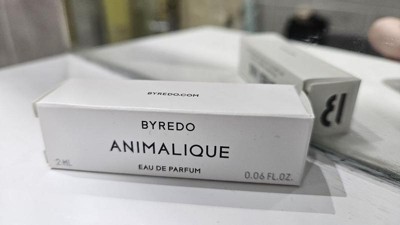 BYREDO.COM
BYREDO
ANIMALIQUE
EAU DE PARFUM
2 ML
0.06 FL.OZ.